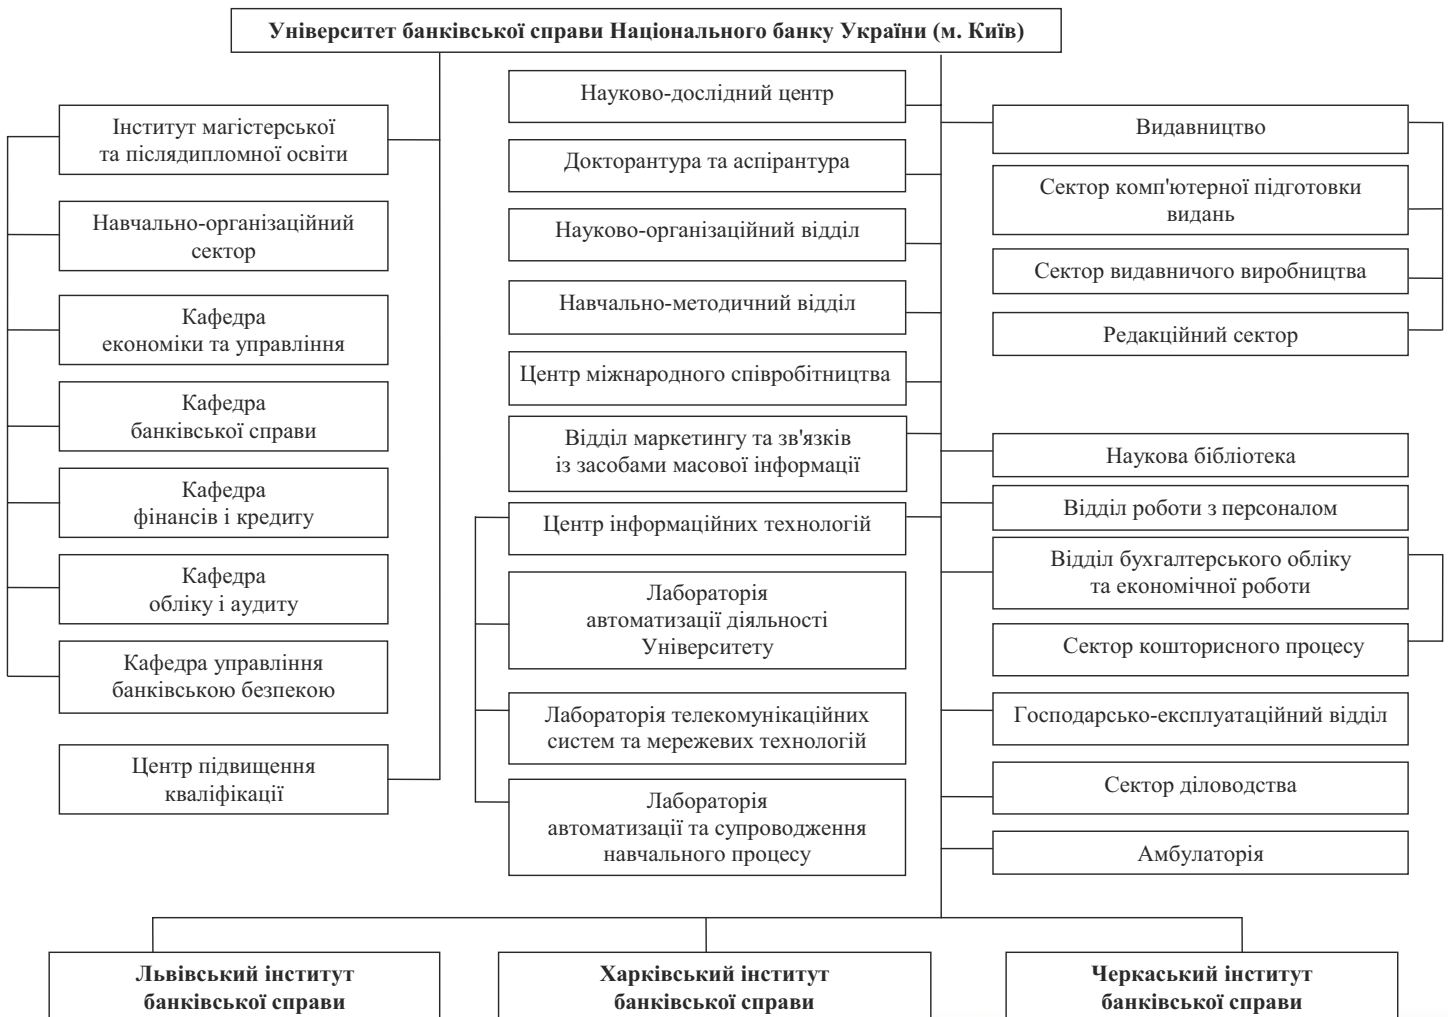 Університет банківської справи Національного банку України (м. Київ)
Інститут магістерської
та післядипломної освіти
Навчально-організаційний
сектор
Кафедра
економіки та управління
Кафедра
банківської справи
Кафедра
фінансів і кредиту
Кафедра
обліку і аудиту
Кафедра управління
банківською безпекою
Центр підвищення
кваліфікації
Науково-дослідний центр
Докторантура та аспірантура
Науково-організаційний відділ
Навчально-методичний відділ
Центр міжнародного співробітництва
Відділ маркетингу та зв'язків
із засобами масової інформації
Центр інформаційних технологій
Лабораторія
автоматизації діяльності
Університету
Лабораторія телекомунікаційних
систем та мережевих технологій
Лабораторія
автоматизації та супроводження
навчального процесу
Видавництво
Сектор комп'ютерної підготовки
видань
Сектор видавничого виробництва
Редакційний сектор
Наукова бібліотека
Відділ роботи з персоналом
Відділ бухгалтерського обліку
та економічної роботи
Сектор кошторисного процесу
Господарсько-експлуатаційний відділ
Сектор діловодства
Амбулаторія
Львівський інститут
банківської справи
Харківський інститут
банківської справи
Черкаський інститут
банківської справи